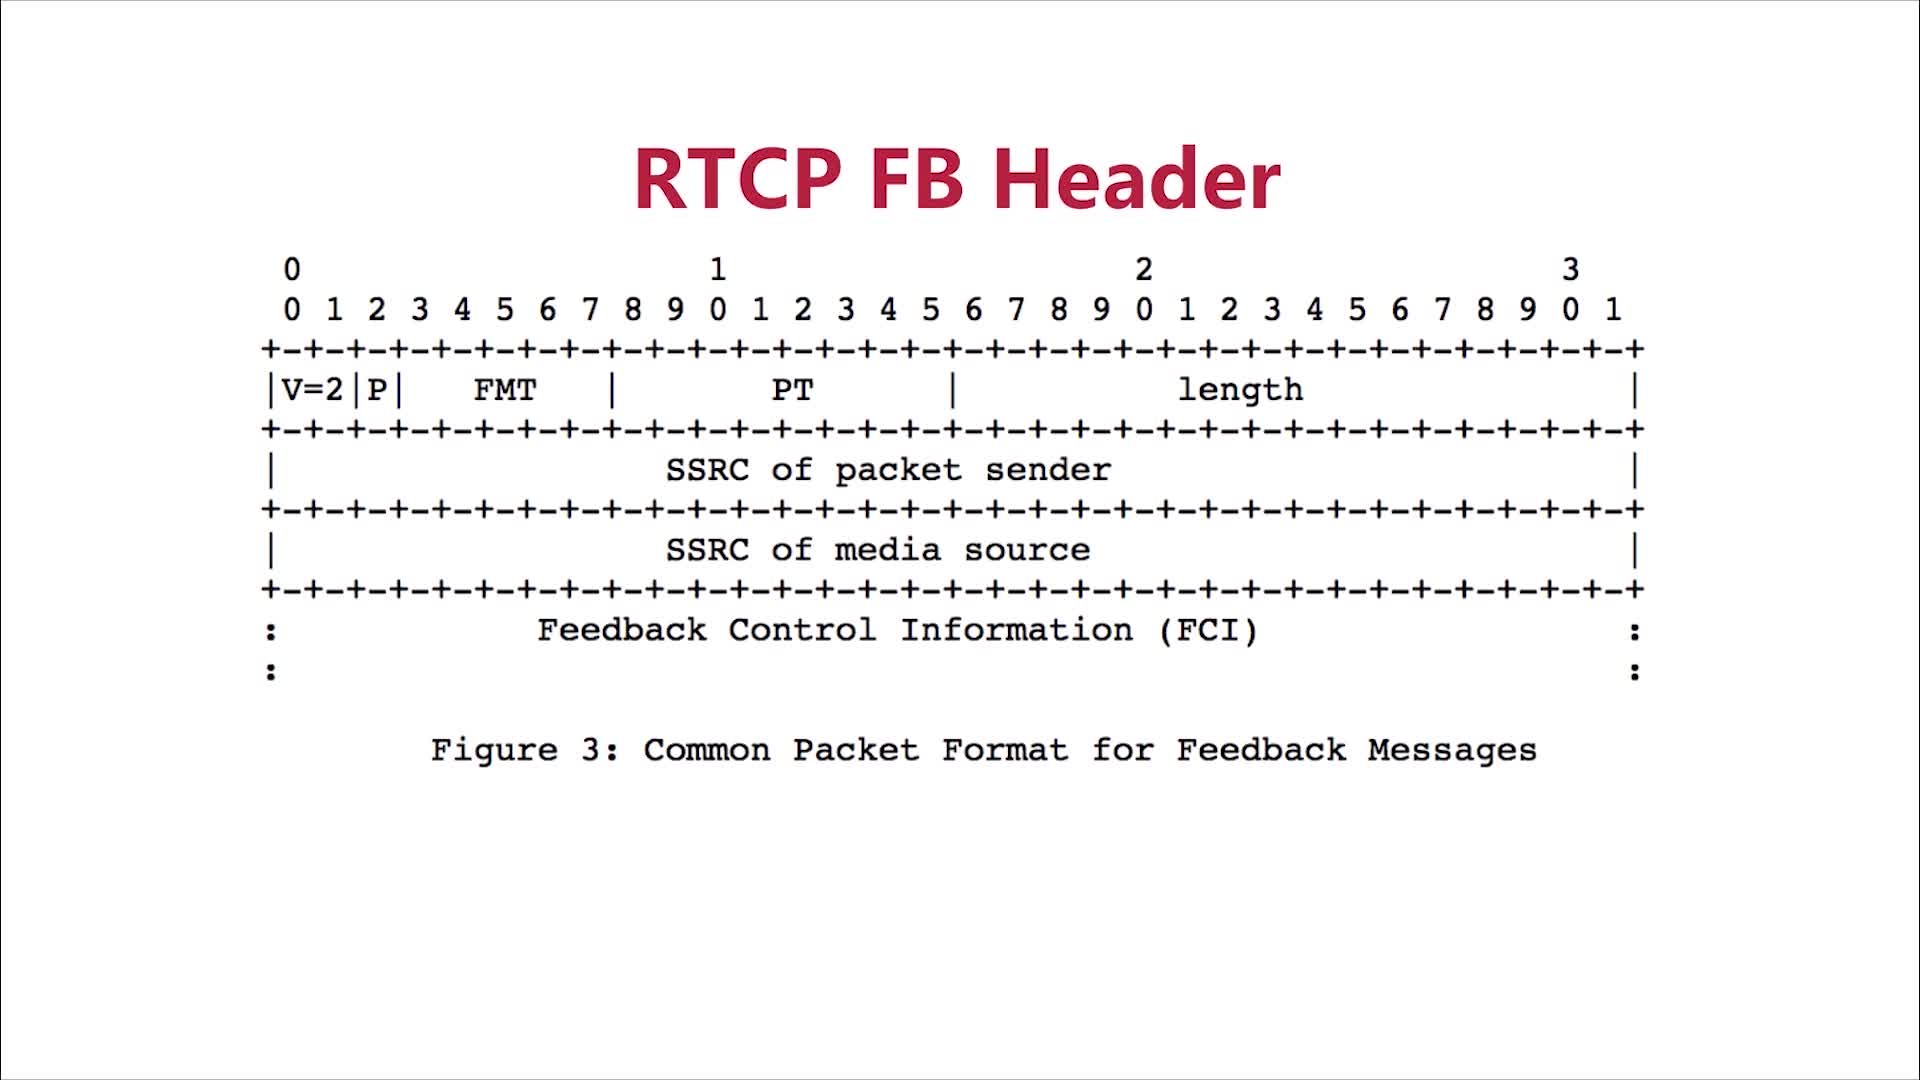 RTCP FB Header
 0                   1                   2                   3
 0 1 2 3 4 5 6 7 8 9 0 1 2 3 4 5 6 7 8 9 0 1 2 3 4 5 6 7 8 9 0 1
+-+-+-+-+-+-+-+-+-+-+-+-+-+-+-+-+-+-+-+-+-+-+-+-+-+-+-+-+-+-+-+-+
|V=2|P|   FMT   |       PT      |          length               |
+-+-+-+-+-+-+-+-+-+-+-+-+-+-+-+-+-+-+-+-+-+-+-+-+-+-+-+-+-+-+-+-+
|                  SSRC of packet sender                        |
+-+-+-+-+-+-+-+-+-+-+-+-+-+-+-+-+-+-+-+-+-+-+-+-+-+-+-+-+-+-+-+-+
|                  SSRC of media source                         |
+-+-+-+-+-+-+-+-+-+-+-+-+-+-+-+-+-+-+-+-+-+-+-+-+-+-+-+-+-+-+-+-+
:            Feedback Control Information (FCI)                 :
:                                                               :
Figure 3: Common Packet Format for Feedback Messages